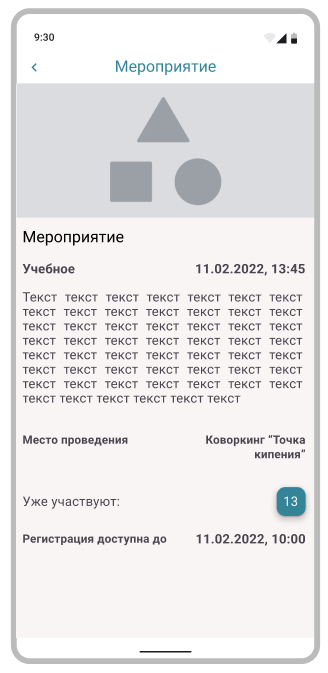 9:30
Мероприятие
Мероприятие
Учебное 11.02.2022, 13:45
Текст текст текст текст текст текст текст
текст текст текст текст текст текст текст
текст текст текст текст текст текст текст
текст текст текст текст текст текст текст
текст текст текст текст текст текст текст
текст текст текст текст текст текст текст
текст текст текст текст текст текст текст
текст текст текст текст текст текст
Место проведения Коворкинг “Точка
кипения”
Уже участвуют: 13
Регистрация доступна до 11.02.2022, 10:00